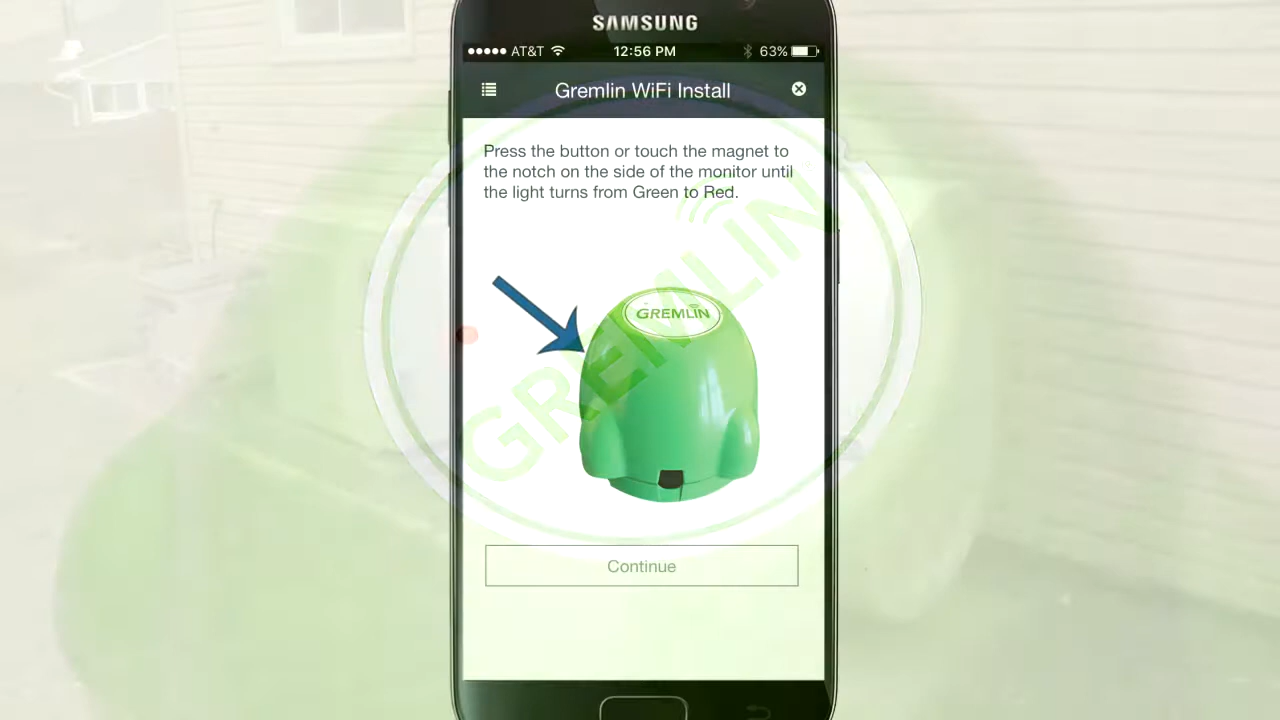 SAMSUNG
AT&T 12:56 PM 63%
Gremlin WiFi Install
Press the button or touch the magnet to
the notch on the side of the monitor until
the light turns from Green to Red.
GREMLIN
GREMLIN
Continue